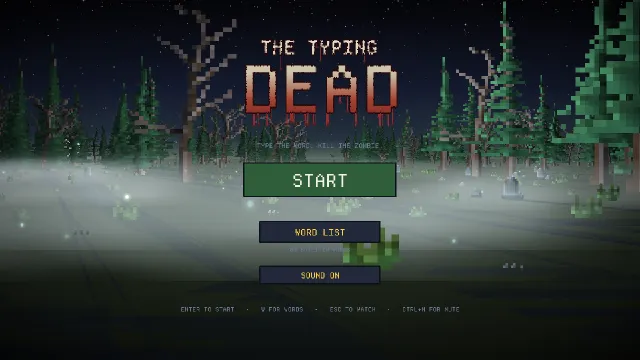 THE TYPING
DEAD
TYPE THE WORD. KILL THE ZOMBIE
START
WORD LIST
SOUND ON
ENTER TO START · W FOR WORDS · ESC TO WATCH · CTRL+M FOR MUTE